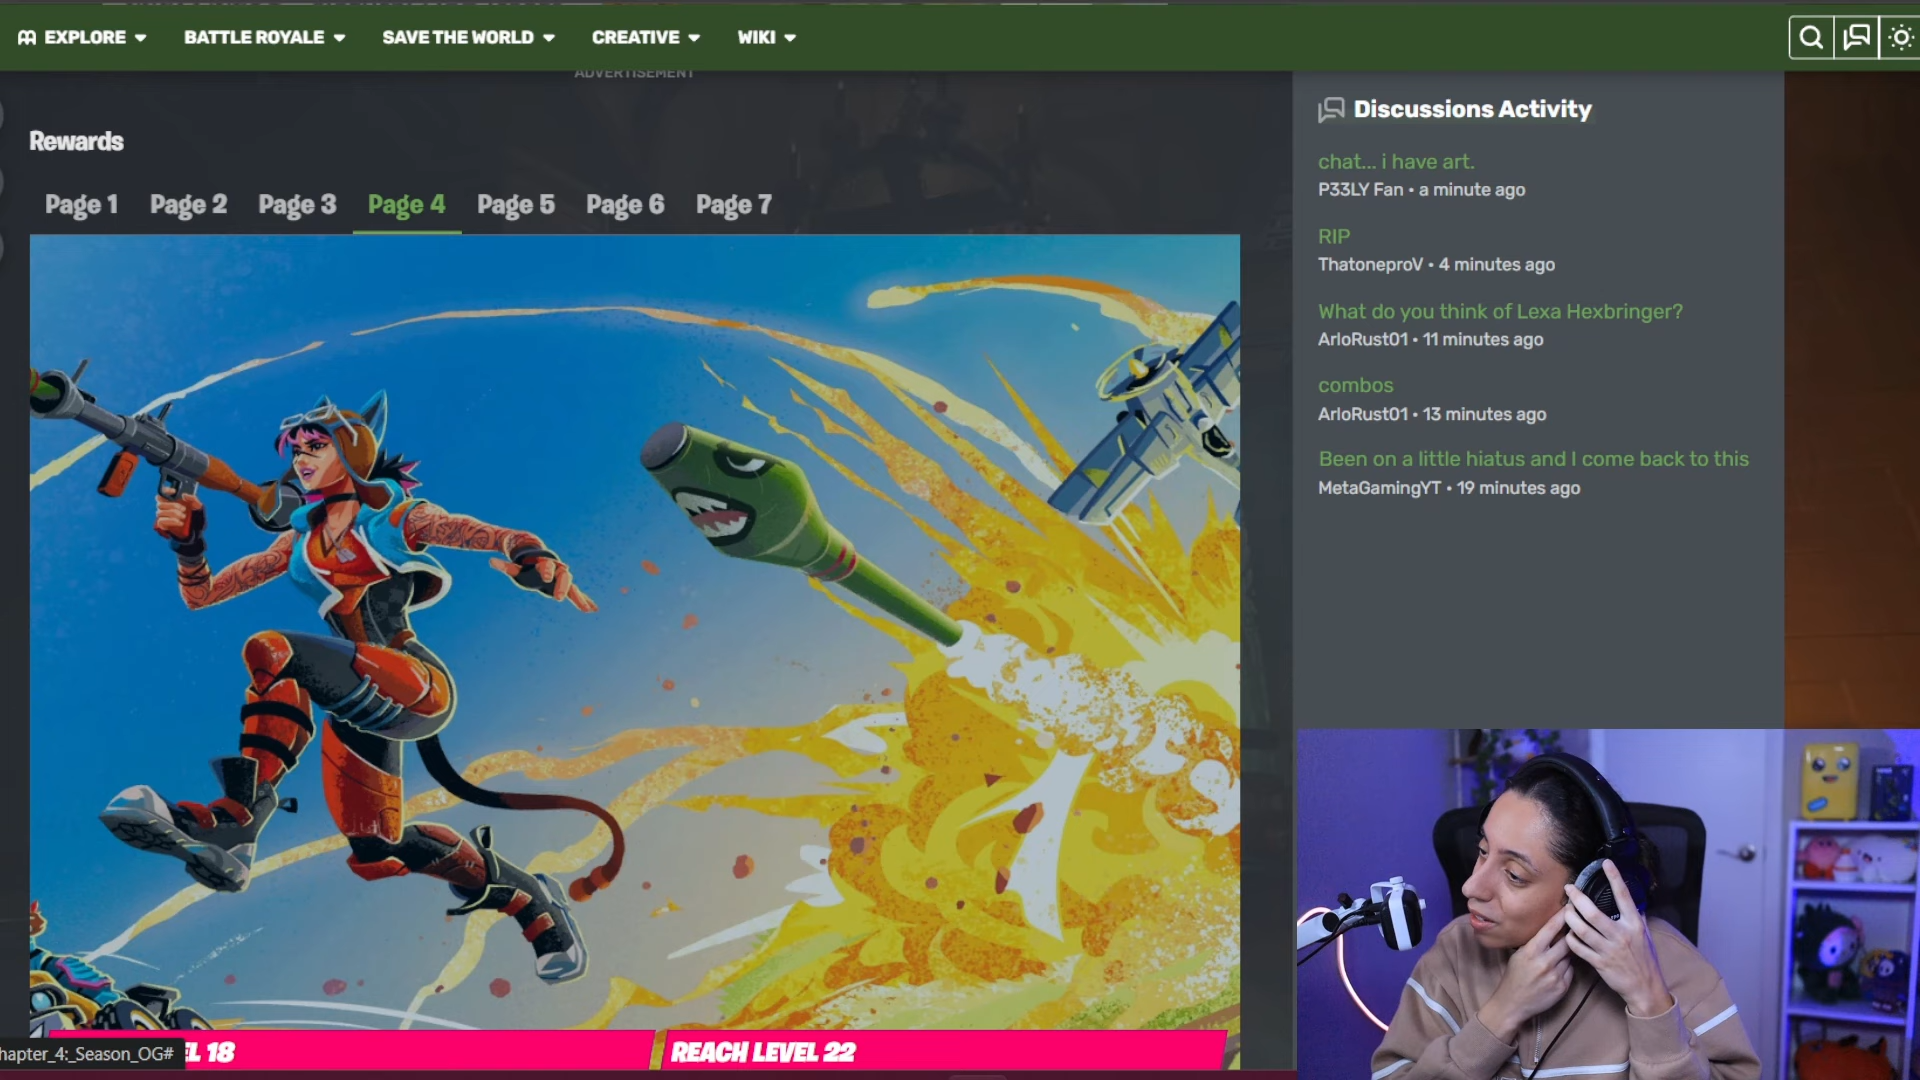 EXPLORE BATTLE ROYALE SAVE THE WORLD CREATIVE WIKI
ADVERTISEMENT
Rewards
Page 1 Page 2 Page 3 Page 4 Page 5 Page 6 Page 7
Discussions Activity
chat... i have art.
P33LY Fan • a minute ago
RIP
ThatoneproV • 4 minutes ago
What do you think of Lexa Hexbringer?
ArloRust01 • 11 minutes ago
combos
ArloRust01 • 13 minutes ago
Been on a little hiatus and I come back to this
MetaGamingYT • 19 minutes ago
hapter_4:_Season_OG#
EL 18
REACH LEVEL 22